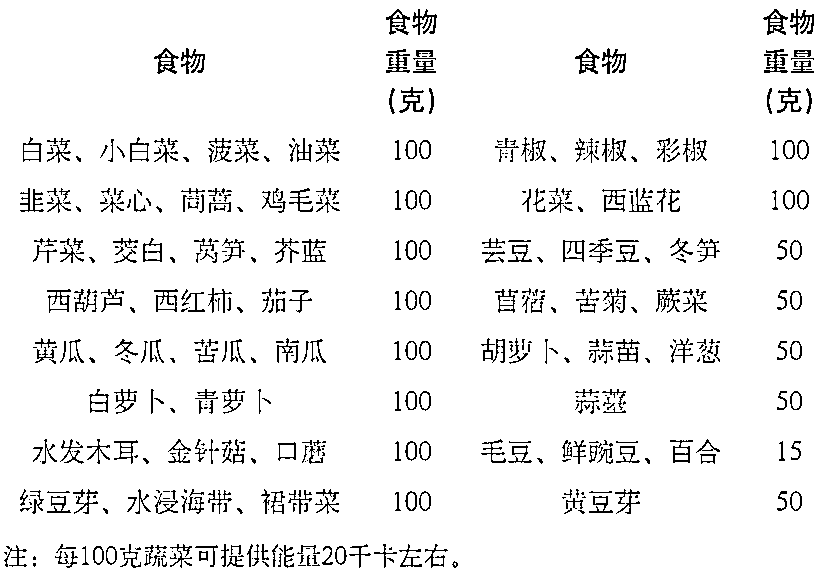 食物 食物重量(克) 食物 食物重量(克)
白菜、小白菜、菠菜、油菜 100 青椒、辣椒、彩椒 100
韭菜、菜心、茼蒿、鸡毛菜 100 花菜、西蓝花 100
芹菜、茭白、莴笋、芥蓝 100 芸豆、四季豆、冬笋 50
西葫芦、西红柿、茄子 100 苜蓿、苦菊、蕨菜 50
黄瓜、冬瓜、苦瓜、南瓜 100 胡萝卜、蒜苗、洋葱 50
白萝卜、青萝卜 100 蒜薹 50
水发木耳、金针菇、口蘑 100 毛豆、鲜豌豆、百合 15
绿豆芽、水浸海带、裙带菜 100 黄豆芽 50
注：每100克蔬菜可提供能量20千卡左右。